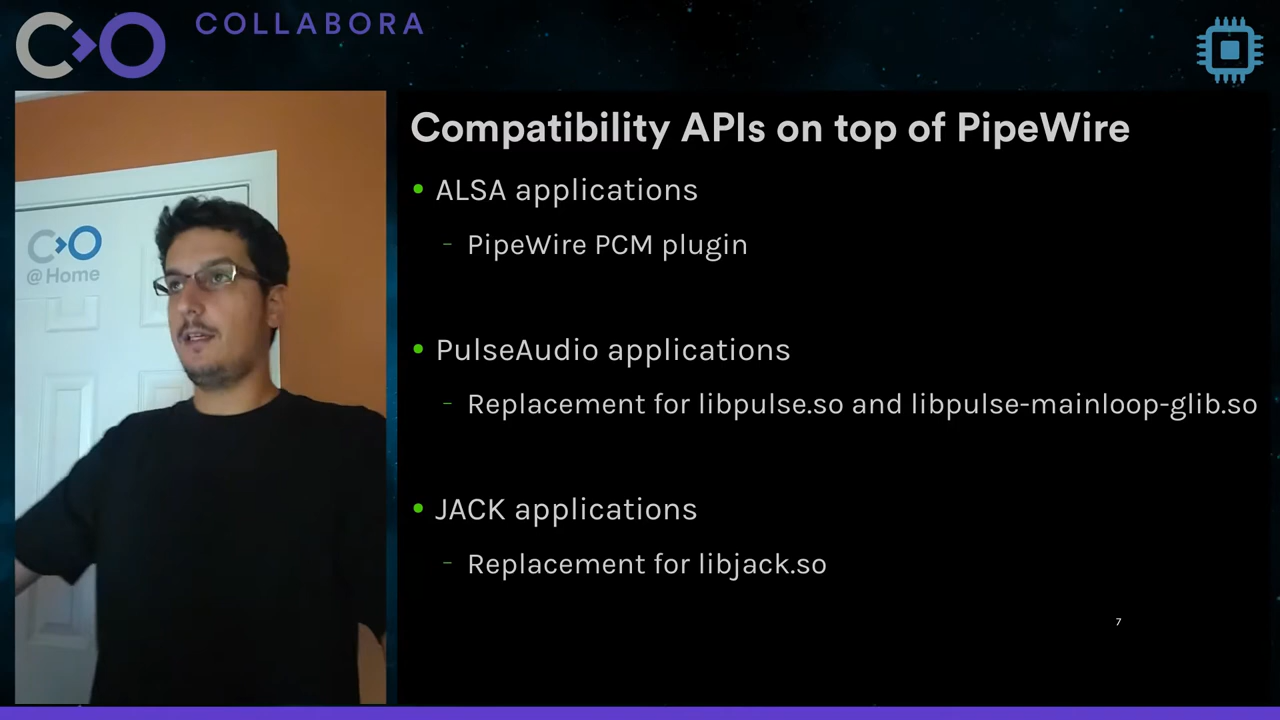 COLLABORA
@Home
Compatibility APIs on top of PipeWire
• ALSA applications
– PipeWire PCM plugin
• PulseAudio applications
– Replacement for libpulse.so and libpulse-mainloop-glib.so
• JACK applications
– Replacement for libjack.so
7